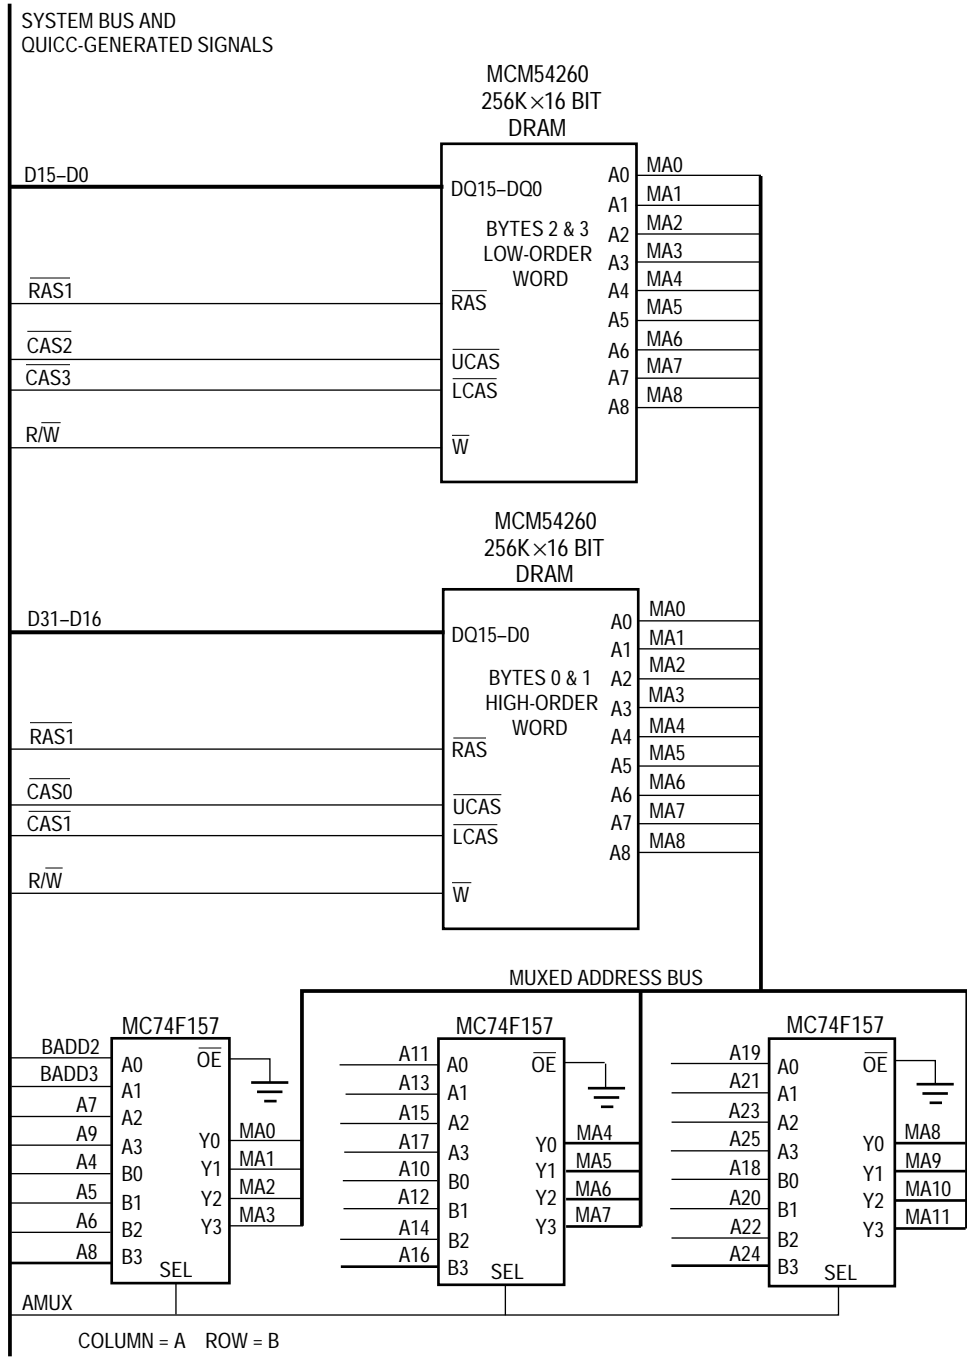 SYSTEM BUS AND
QUICC-GENERATED SIGNALS
MCM54260
256K×16 BIT
DRAM
D15–D0
DQ15–DQ0
BYTES 2 & 3
LOW-ORDER
WORD
RAS1
RAS
CAS2
UCAS
CAS3
LCAS
R/W
W
A0 MA0
A1 MA1
A2 MA2
A3 MA3
A4 MA4
A5 MA5
A6 MA6
A7 MA7
A8 MA8
MCM54260
256K×16 BIT
DRAM
D31–D16
DQ15–D0
BYTES 0 & 1
HIGH-ORDER
WORD
RAS1
RAS
CAS0
UCAS
CAS1
LCAS
R/W
W
A0 MA0
A1 MA1
A2 MA2
A3 MA3
A4 MA4
A5 MA5
A6 MA6
A7 MA7
A8 MA8
MUXED ADDRESS BUS
MC74F157
BADD2 A0
BADD3 A1
A7 A2
A9 A3
A4 B0
A5 B1
A6 B2
A8 B3
OE
Y0 MA0
Y1 MA1
Y2 MA2
Y3 MA3
SEL
MC74F157
A11 A0
A13 A1
A15 A2
A17 A3
A10 B0
A12 B1
A14 B2
A16 B3
OE
Y0 MA4
Y1 MA5
Y2 MA6
Y3 MA7
SEL
MC74F157
A19 A0
A21 A1
A23 A2
A25 A3
A18 B0
A20 B1
A22 B2
A24 B3
OE
Y0 MA8
Y1 MA9
Y2 MA10
Y3 MA11
SEL
AMUX
COLUMN = A ROW = B